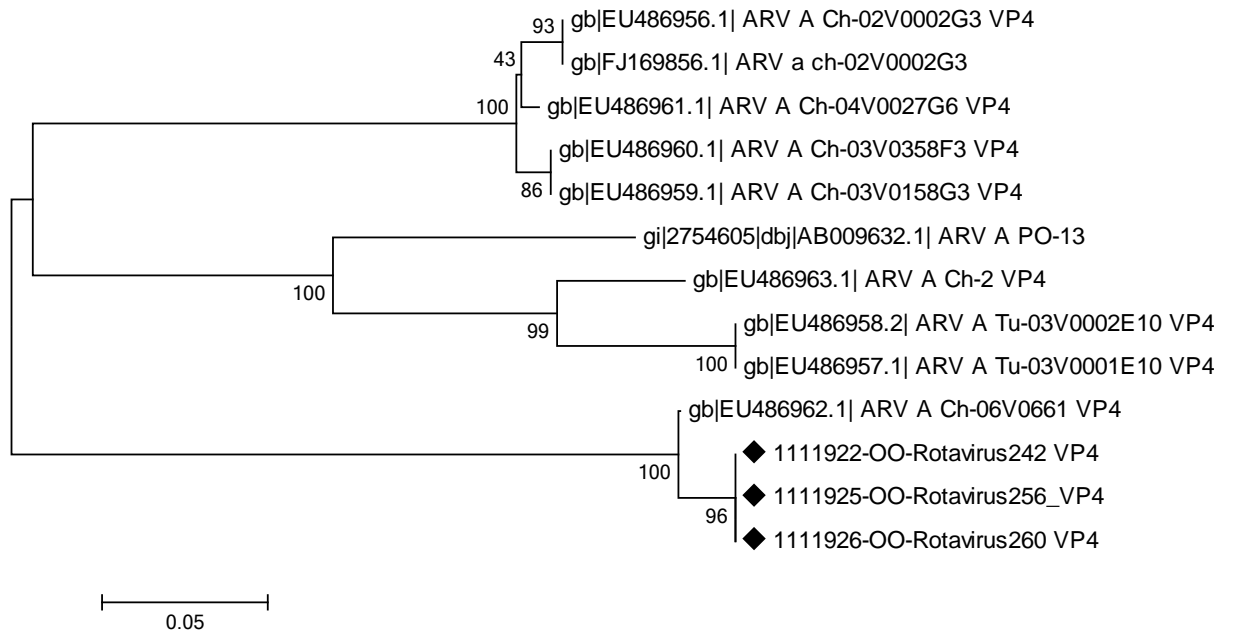 93
gb|EU486956.1| ARV A Ch-02V0002G3 VP4
43
gb|FJ169856.1| ARV a ch-02V0002G3
100
gb|EU486961.1| ARV A Ch-04V0027G6 VP4
gb|EU486960.1| ARV A Ch-03V0358F3 VP4
86
gb|EU486959.1| ARV A Ch-03V0158G3 VP4
gi|2754605|dbj|AB009632.1| ARV A PO-13
100
gb|EU486963.1| ARV A Ch-2 VP4
99
gb|EU486958.2| ARV A Tu-03V0002E10 VP4
100
gb|EU486957.1| ARV A Tu-03V0001E10 VP4
gb|EU486962.1| ARV A Ch-06V0661 VP4
100
1111922-OO-Rotavirus242 VP4
1111925-OO-Rotavirus256_VP4
96
1111926-OO-Rotavirus260 VP4
0.05